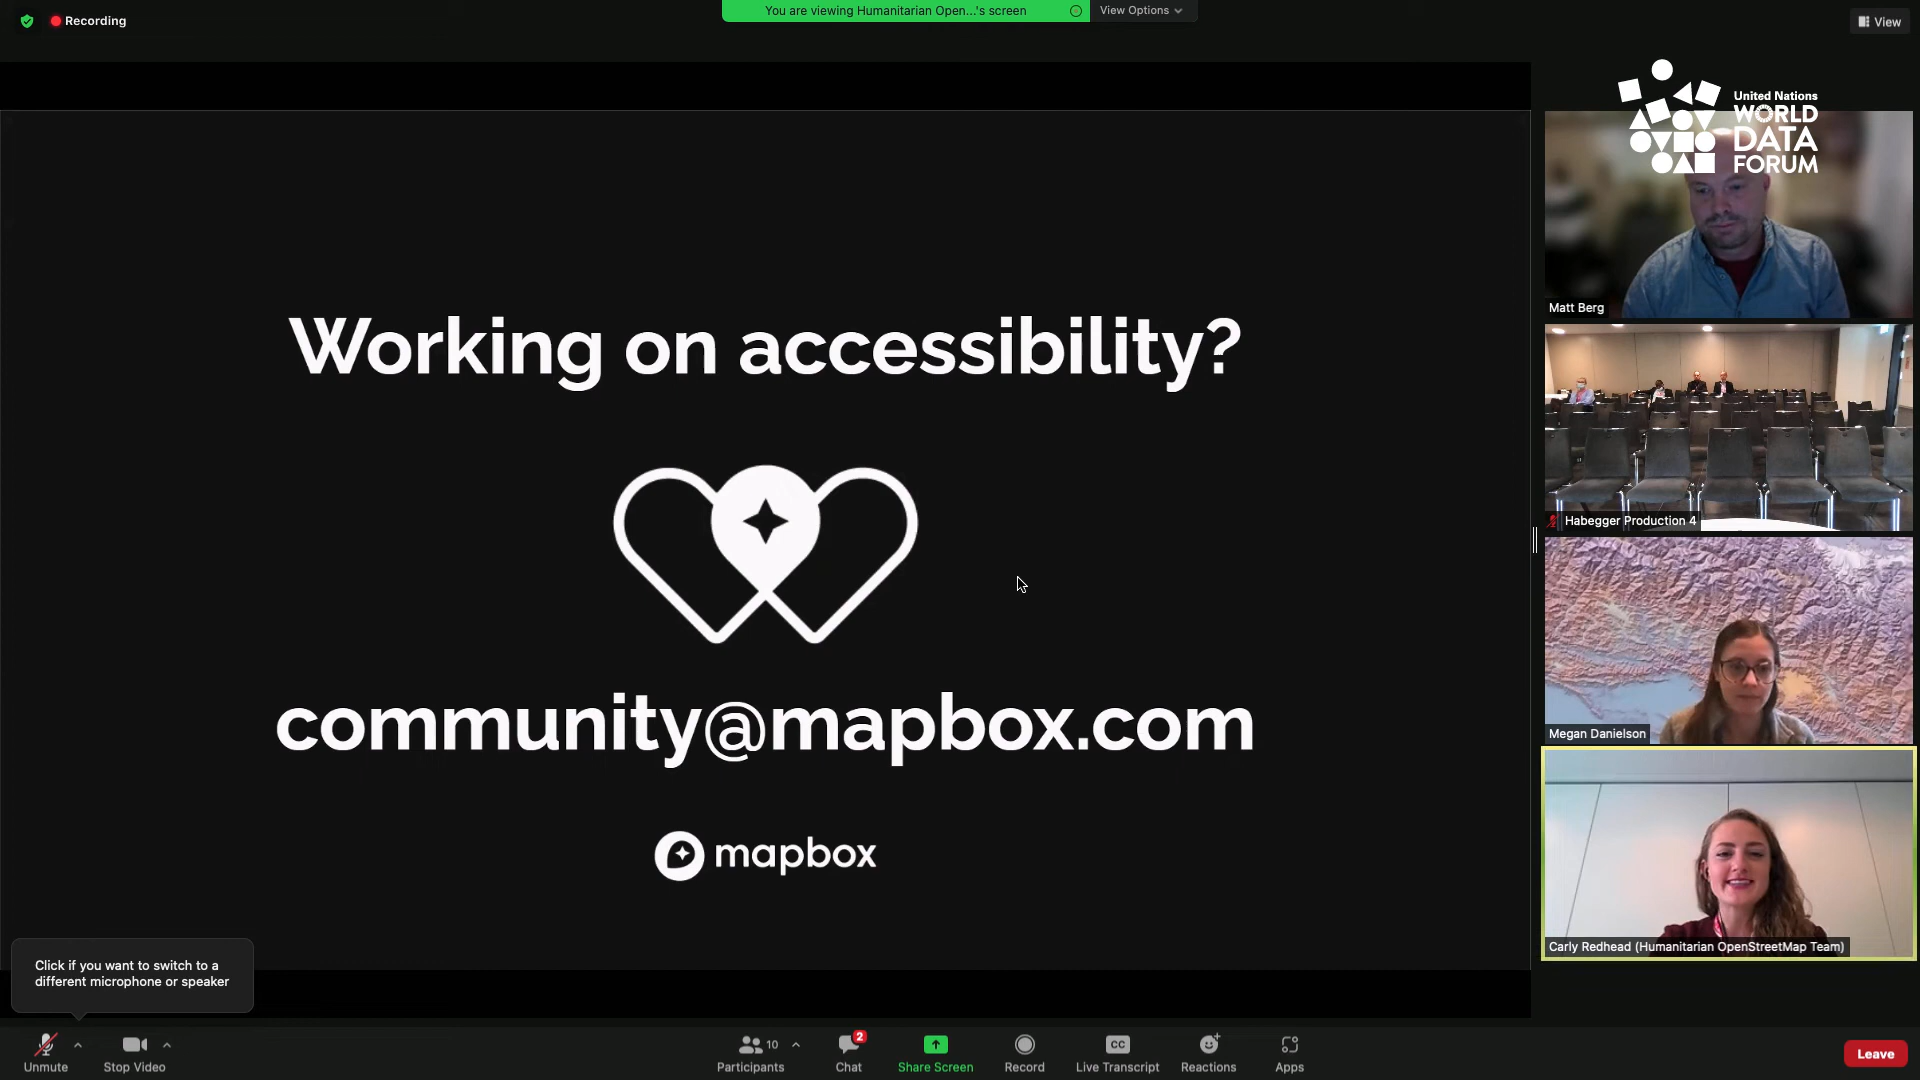 Recording
You are viewing Humanitarian Open...'s screen
View Options
View
United Nations
WORLD
DATA
FORUM
Working on accessibility?
community@mapbox.com
mapbox
Matt Berg
Habegger Production 4
Megan Danielson
Carly Redhead (Humanitarian OpenStreetMap Team)
Click if you want to switch to a
different microphone or speaker
Unmute
Stop Video
10
Participants
2
Chat
Share Screen
Record
CC
Live Transcript
Reactions
Apps
Leave